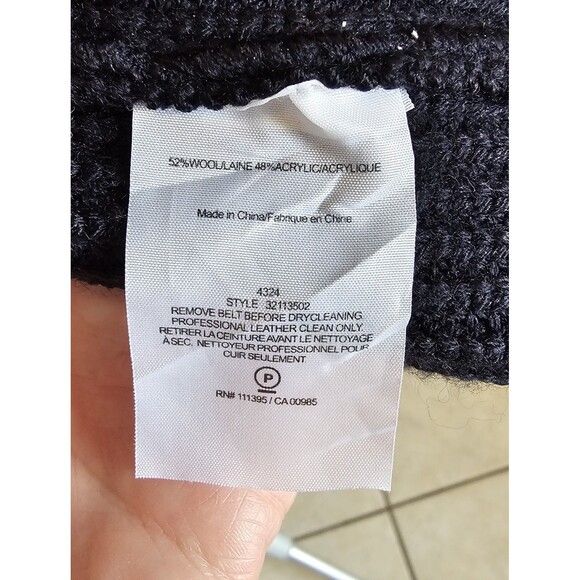 52%WOOL/LAINE 48%ACRYLIC/ACRYLIQUE
Made in China/Fabrique en Chine
4324
STYLE 32113502
REMOVE BELT BEFORE DRYCLEANING.
PROFESSIONAL LEATHER CLEAN ONLY.
RETIRER LA CEINTURE AVANT LE NETTOYAGE
À SEC. NETTOYEUR PROFESSIONNEL POUR
CUIR SEULEMENT.
P
RN# 111395 / CA 00985